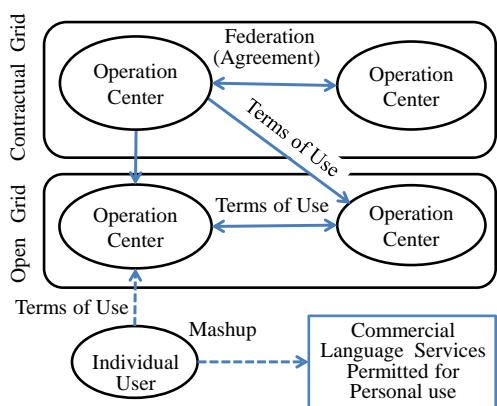 Contractual Grid
Federation
(Agreement)
Operation
Center
Operation
Center
Terms of Use
Open Grid
Operation
Center
Terms of Use
Operation
Center
Terms of Use
Mashup
Individual
User
Commercial
Language Services
Permitted for
Personal use